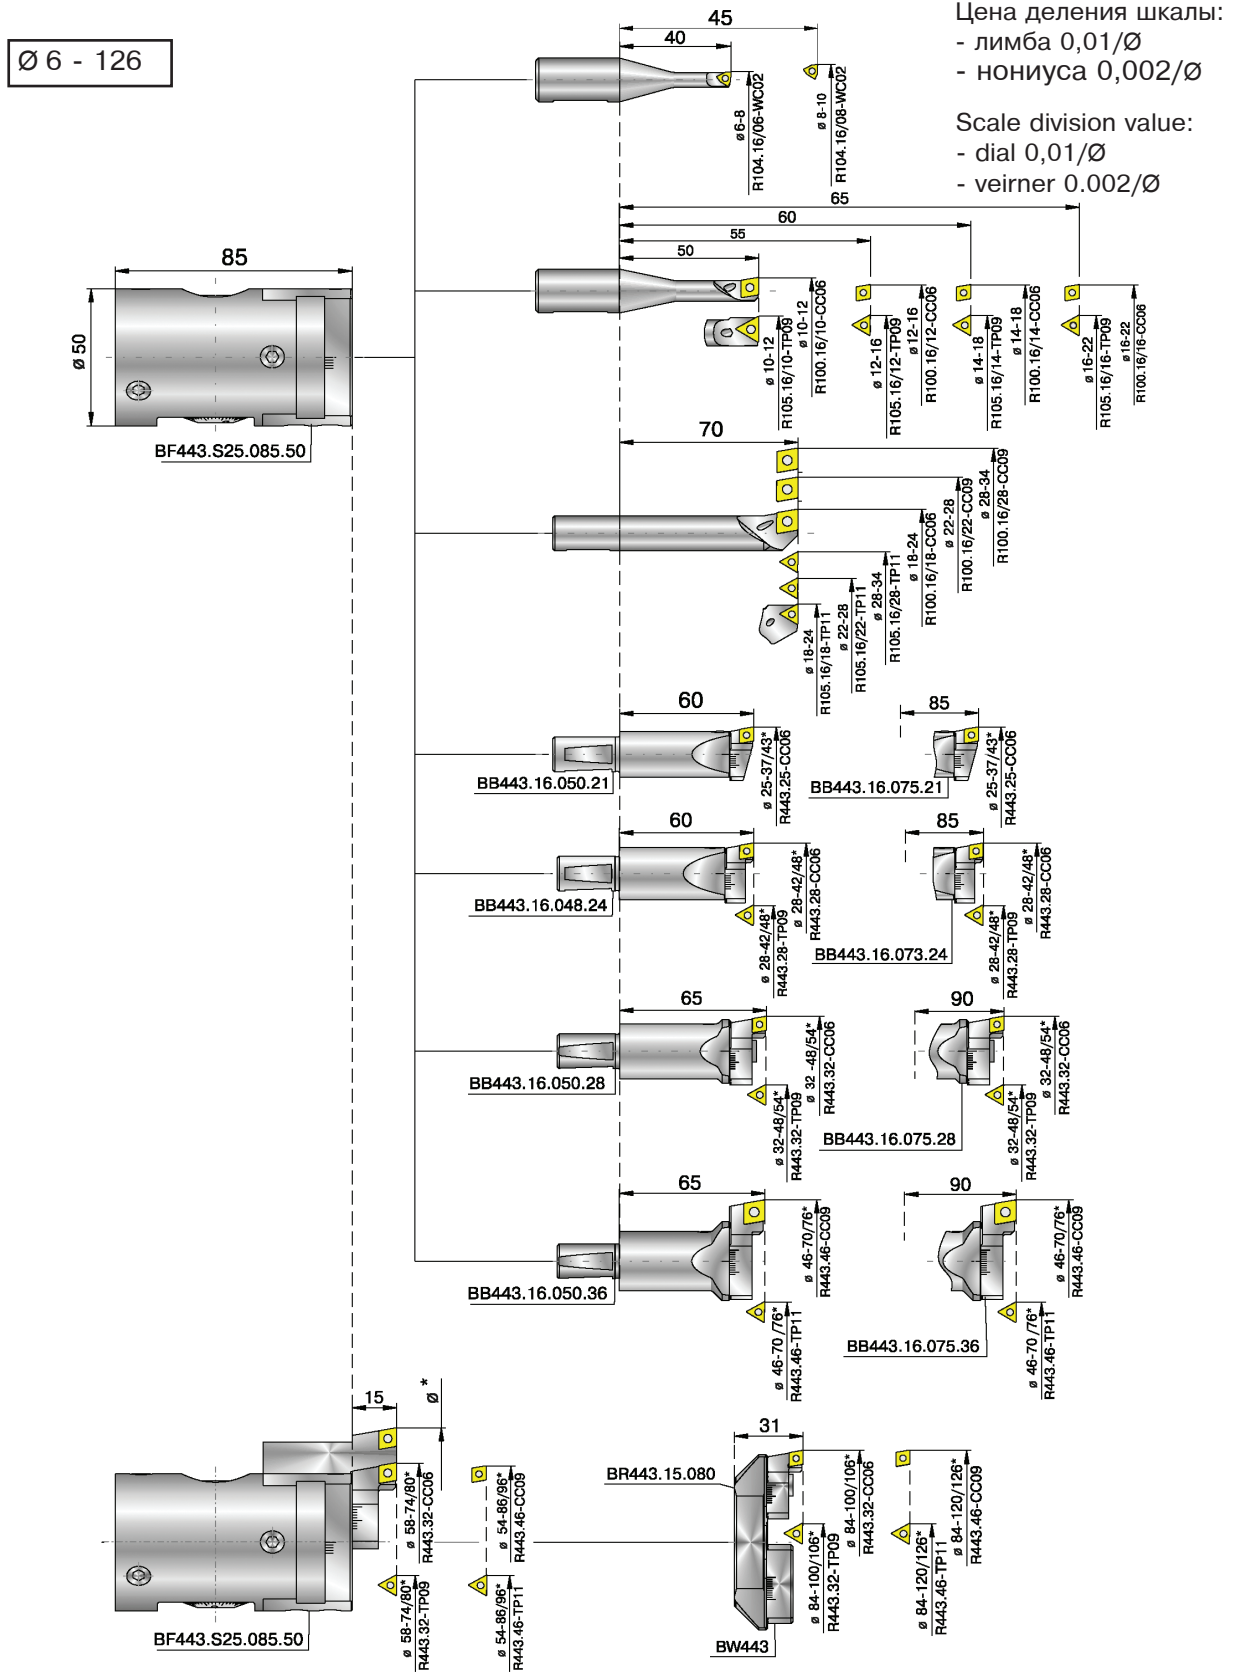 Ø 6 - 126
Цена деления шкалы:
- лимба 0,01/Ø
- нониуса 0,002/Ø
Scale division value:
- dial 0,01/Ø
- veirner 0.002/Ø
45
40
ø 6-8
R104.16/06-WC02
ø 8-10
R104.16/08-WC02
65
60
55
50
85
ø 50
BF443.S25.085.50
ø 10-12
R105.16/10-TP09
ø 10-12
R100.16/10-CC06
ø 12-16
R105.16/12-TP09
ø 12-16
R100.16/12-CC06
ø 14-18
R105.16/14-TP09
ø 14-18
R100.16/14-CC06
ø 16-22
R105.16/16-TP09
ø16-22
R100.16/16-CC06
70
ø 18-24
R105.16/18-TP11
ø 22-28
R105.16/22-TP11
ø 28-34
R105.16/28-TP11
ø 18-24
R100.16/18-CC06
ø 22-28
R100.16/22-CC09
ø 28-34
R100.16/28-CC09
60
BB443.16.050.21
ø 25-37/43*
R443.25-CC06
85
BB443.16.075.21
ø 25-37/43*
R443.25-CC06
60
BB443.16.048.24
ø 28-42/48*
R443.28-TP09
ø 28-42/48*
R443.28-CC06
85
BB443.16.073.24
ø 28-42/48*
R443.28-TP09
ø 28-42/48*
R443.28-CC06
65
BB443.16.050.28
ø 32-48/54*
R443.32-TP09
ø 32 -48/54*
R443.32-CC06
90
BB443.16.075.28
ø 32-48/54*
R443.32-TP09
ø 32-48/54*
R443.32-CC06
65
BB443.16.050.36
ø 46-70 /76*
R443.46-TP11
ø 46-70/76*
R443.46-CC09
90
BB443.16.075.36
ø 46-70 /76*
R443.46-TP11
ø 46-70/76*
R443.46-CC09
15
ø *
BF443.S25.085.50
ø 58-74/80*
R443.32-TP09
ø 58-74/80*
R443.32-CC06
ø 54-86/96*
R443.46-TP11
ø 54-86/96*
R443.46-CC09
31
BR443.15.080
BW443
ø 84-100/106*
R443.32-TP09
ø 84-100/106*
R443.32-CC06
ø 84-120/126*
R443.46-TP11
ø 84-120/126*
R443.46-CC09